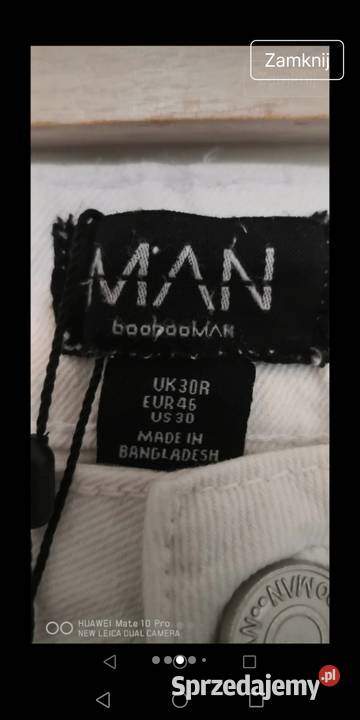 Zamknij
MAN
boohooMAN
UK 30R
EUR 46
US 30
MADE IN
BANGLADESH
OMAN
HUAWEI Mate 10 Pro
NEW LEICA DUAL CAMERA
Sprzedajemy.pl